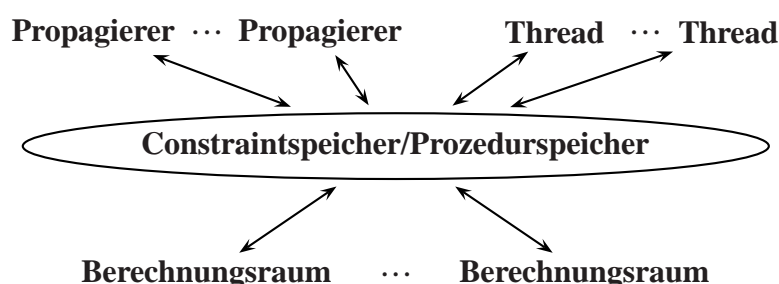 Propagierer ··· Propagierer Thread ··· Thread
Constraintspeicher/Prozedurspeicher
Berechnungsraum ··· Berechnungsraum